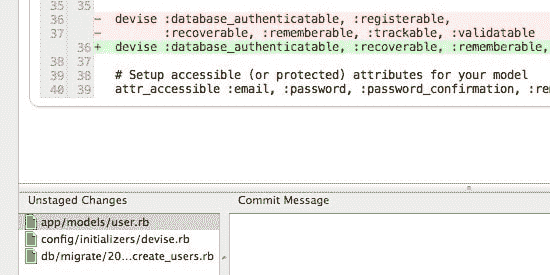 35 35
36 - devise :database_authenticatable, :registerable,
37 - :recoverable, :rememberable, :trackable, :validatable
36 + devise :database_authenticatable, :recoverable, :rememberable,
38 37
39 38 # Setup accessible (or protected) attributes for your model
40 39 attr_accessible :email, :password, :password_confirmation, :re
Unstaged Changes
Commit Message
app/models/user.rb
config/initializers/devise.rb
db/migrate/20...create_users.rb